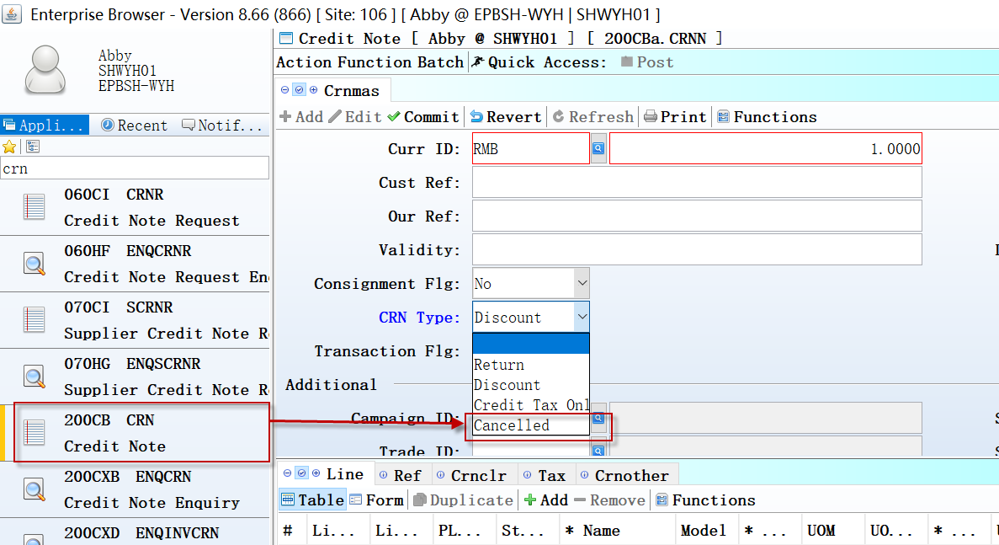 Enterprise Browser - Version 8.66 (866) [ Site: 106 ] [ Abby @ EPBSH-WYH | SHWYH01 ]
Abby
SHWYH01
EPBSH-WYH
Appli...
Recent
Notif...
crn
060CI CRNR
Credit Note Request
060HF ENQCRNR
Credit Note Request En
070CI SCRNR
Supplier Credit Note R
070HG ENQSCRNR
Supplier Credit Note R
200CB CRN
Credit Note
200CXB ENQCRN
Credit Note Enquiry
200CXD ENQINVCRN
Credit Note [ Abby @ SHWYH01 ] [ 200CBa.CRNN ]
Action Function Batch Quick Access: Post
Crnmas
Add Edit Commit Revert Refresh Print Functions
Curr ID: RMB 1.0000
Cust Ref:
Our Ref:
Validity:
Consignment Flg: No
CRN Type: Discount
Transaction Flg:
Return
Discount
Credit Tax Onl
Cancelled
Additional
Campaign ID:
Trade ID:
Line Ref Crnclr Tax Crnother
Table Form Duplicate Add Remove Functions
# Li... Li... PL... St... * Name Model * ... UOM UO... * ...